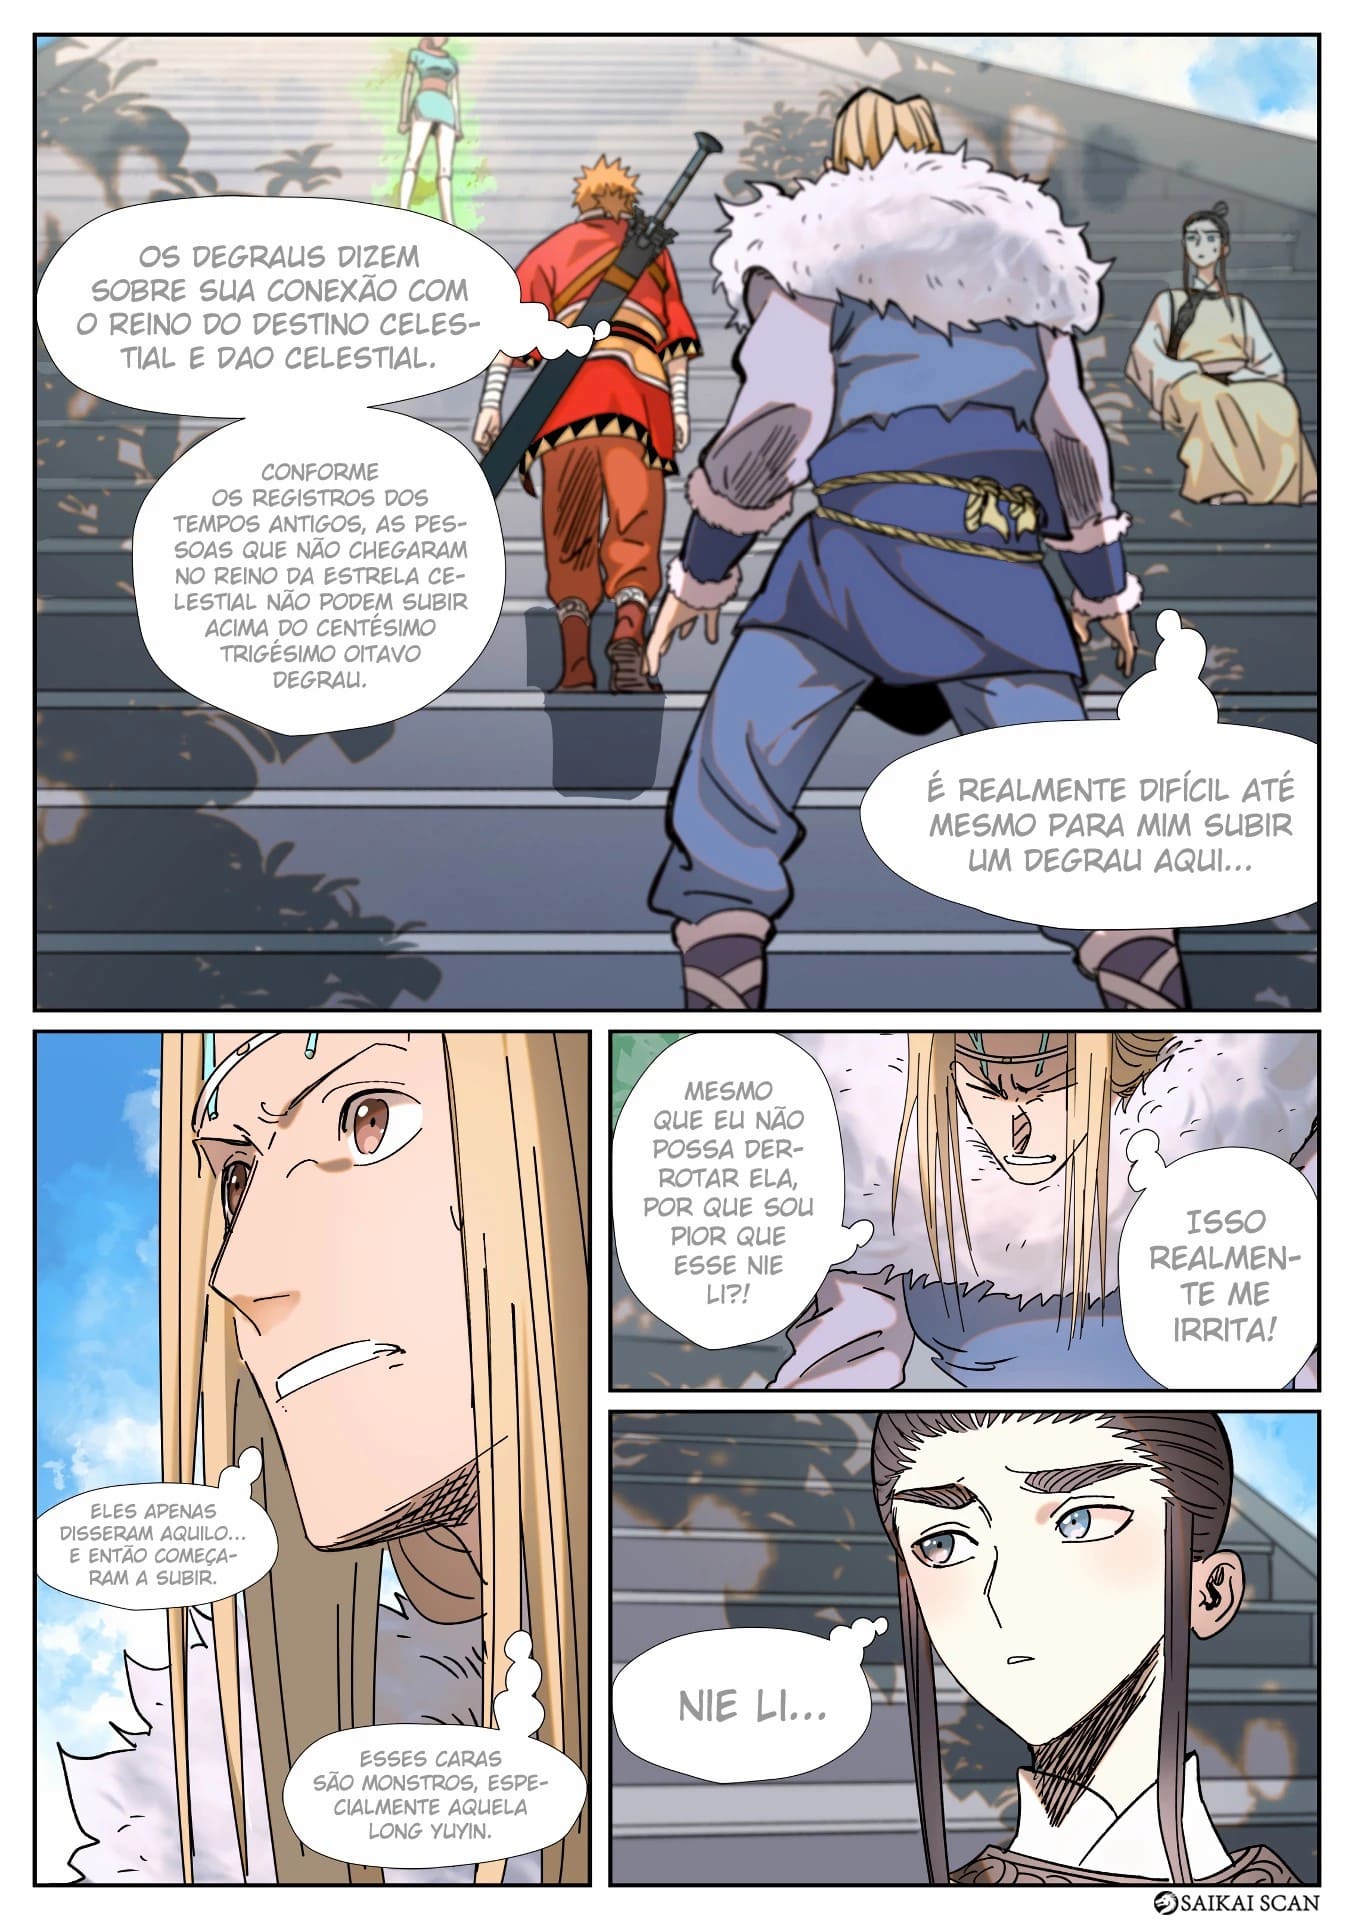 OS DEGRAUS DIZEM
SOBRE SUA CONEXÃO COM
O REINO DO DESTINO CELES-
TIAL E DAO CELESTIAL.
CONFORME
OS REGISTROS DOS
TEMPOS ANTIGOS, AS PES-
SOAS QUE NÃO CHEGARAM
NO REINO DA ESTRELA CE-
LESTIAL NÃO PODEM SUBIR
ACIMA DO CENTÉSIMO
TRIGÉSIMO OITAVO
DEGRAU.
É REALMENTE DIFÍCIL ATÉ
MESMO PARA MIM SUBIR
UM DEGRAU AQUI...
ELES APENAS
DISSERAM AQUILO...
E ENTÃO COMEÇA-
RAM A SUBIR.
ESSES CARAS
SÃO MONSTROS, ESPE-
CIALMENTE AQUELA
LONG YUYIN.
MESMO
QUE EU NÃO
POSSA DER-
ROTAR ELA,
POR QUE SOU
PIOR QUE
ESSE NIE
LI?!
ISSO
REALMEN-
TE ME
IRRITA!
NIE LI...
SAIKAI SCAN